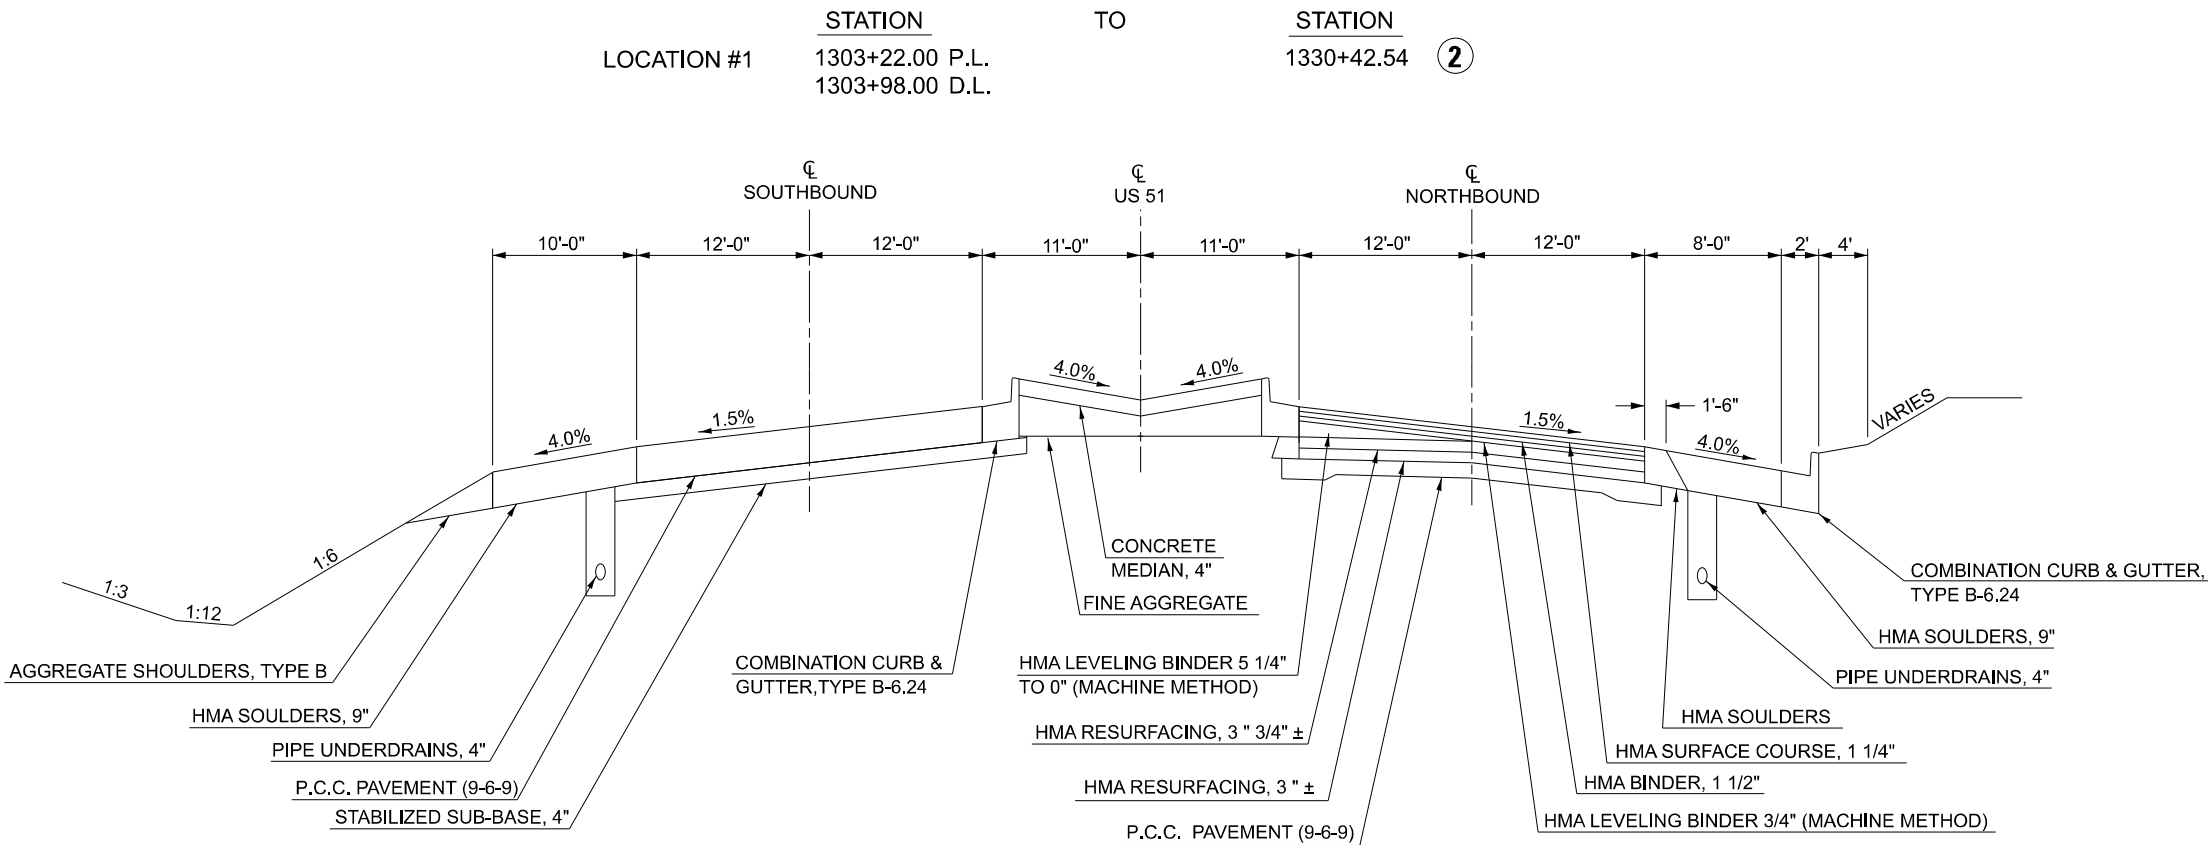 STATION TO STATION
LOCATION #1 1303+22.00 P.L. 1330+42.54 2
1303+98.00 D.L.
℄ ℄ ℄
SOUTHBOUND US 51 NORTHBOUND
10'-0" 12'-0" 12'-0" 11'-0" 11'-0" 12'-0" 12'-0" 8'-0" 2' 4'
4.0% 1.5% 4.0% 4.0% 1.5% 1'-6" 4.0% VARIES
1:3 1:12 1:6
AGGREGATE SHOULDERS, TYPE B
HMA SOULDERS, 9"
PIPE UNDERDRAINS, 4"
P.C.C. PAVEMENT (9-6-9)
STABILIZED SUB-BASE, 4"
COMBINATION CURB &
GUTTER,TYPE B-6.24
CONCRETE
MEDIAN, 4"
FINE AGGREGATE
HMA LEVELING BINDER 5 1/4"
TO 0" (MACHINE METHOD)
HMA RESURFACING, 3 " 3/4" ±
HMA RESURFACING, 3 " ±
P.C.C. PAVEMENT (9-6-9)
COMBINATION CURB & GUTTER,
TYPE B-6.24
HMA SOULDERS, 9"
PIPE UNDERDRAINS, 4"
HMA SOULDERS
HMA SURFACE COURSE, 1 1/4"
HMA BINDER, 1 1/2"
HMA LEVELING BINDER 3/4" (MACHINE METHOD)